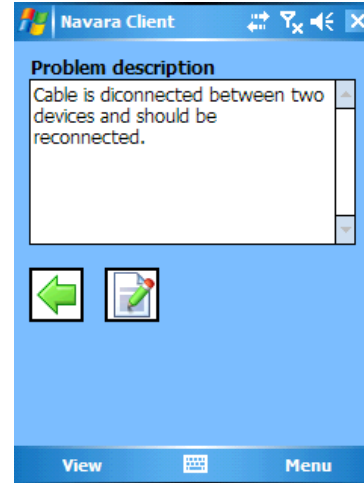 Navara Client
Problem description
Cable is diconnected between two
devices and should be
reconnected.
View
Menu